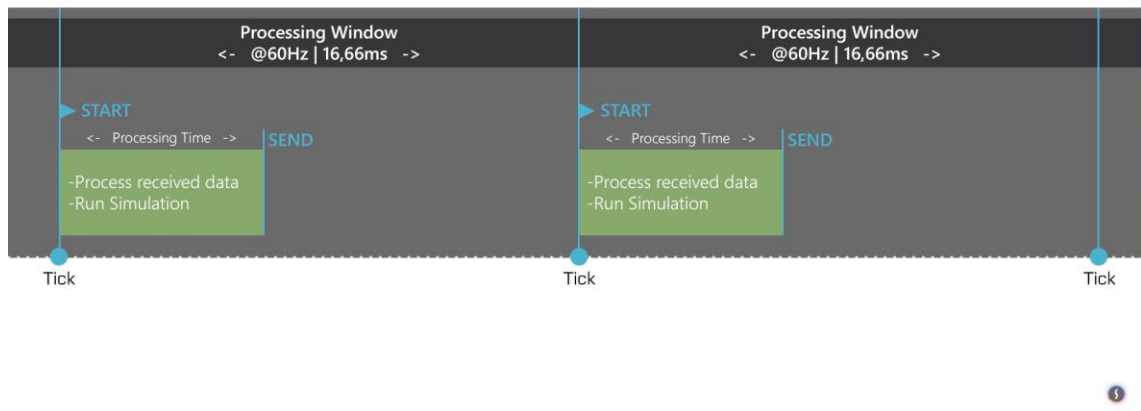 Processing Window
<- @60Hz | 16,66ms ->
Processing Window
<- @60Hz | 16,66ms ->
START
<- Processing Time ->
SEND
-Process received data
-Run Simulation
START
<- Processing Time ->
SEND
-Process received data
-Run Simulation
Tick
Tick
Tick